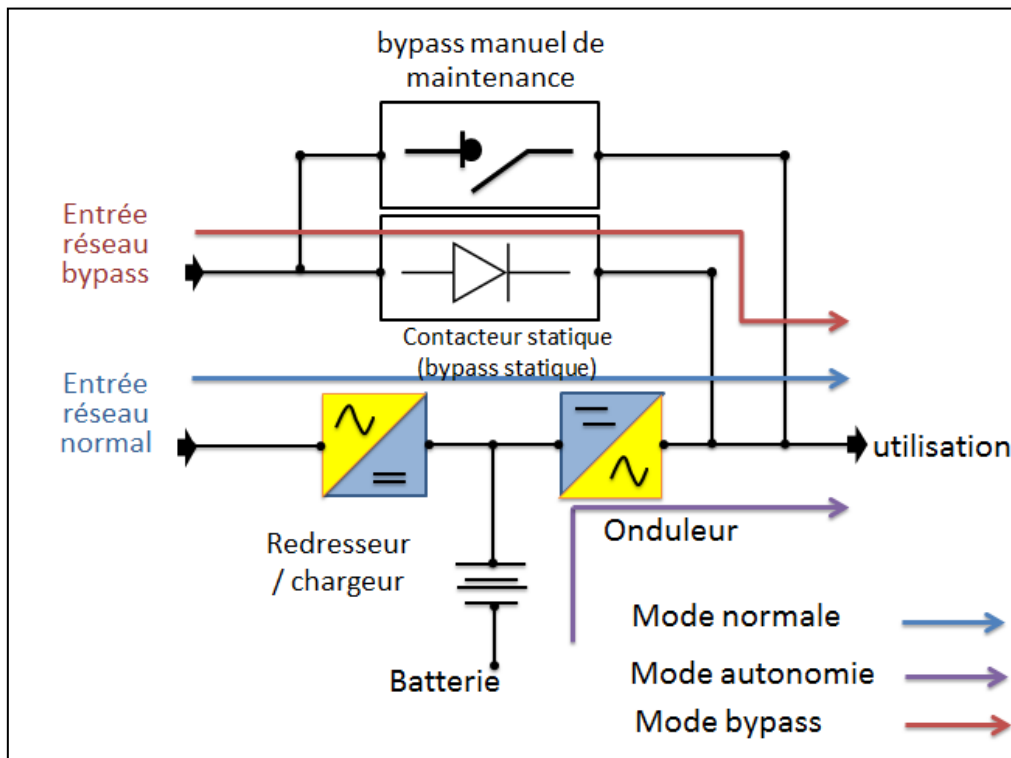 bypass manuel de
maintenance
Entrée
réseau
bypass
Contacteur statique
(bypass statique)
Entrée
réseau
normal
utilisation
Redresseur
/ chargeur
Onduleur
Batterie
Mode normale
Mode autonomie
Mode bypass